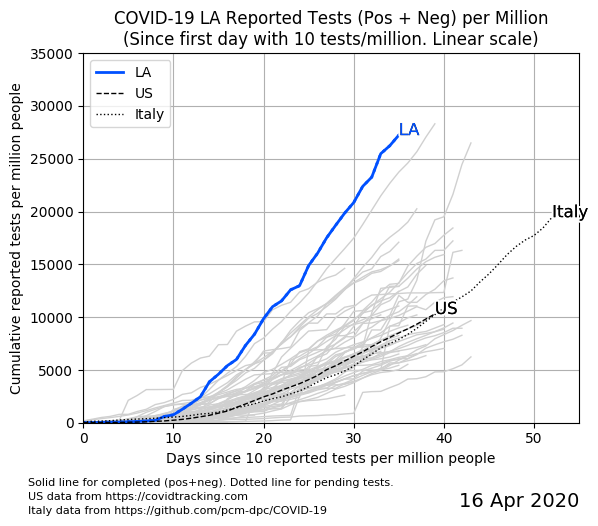 COVID-19 LA Reported Tests (Pos + Neg) per Million
(Since first day with 10 tests/million. Linear scale)
Cumulative reported tests per million people
35000
30000
25000
20000
15000
10000
5000
0
LA
US
Italy
LA
Italy
US
0 10 20 30 40 50
Days since 10 reported tests per million people
Solid line for completed (pos+neg). Dotted line for pending tests.
US data from https://covidtracking.com
Italy data from https://github.com/pcm-dpc/COVID-19
16 Apr 2020